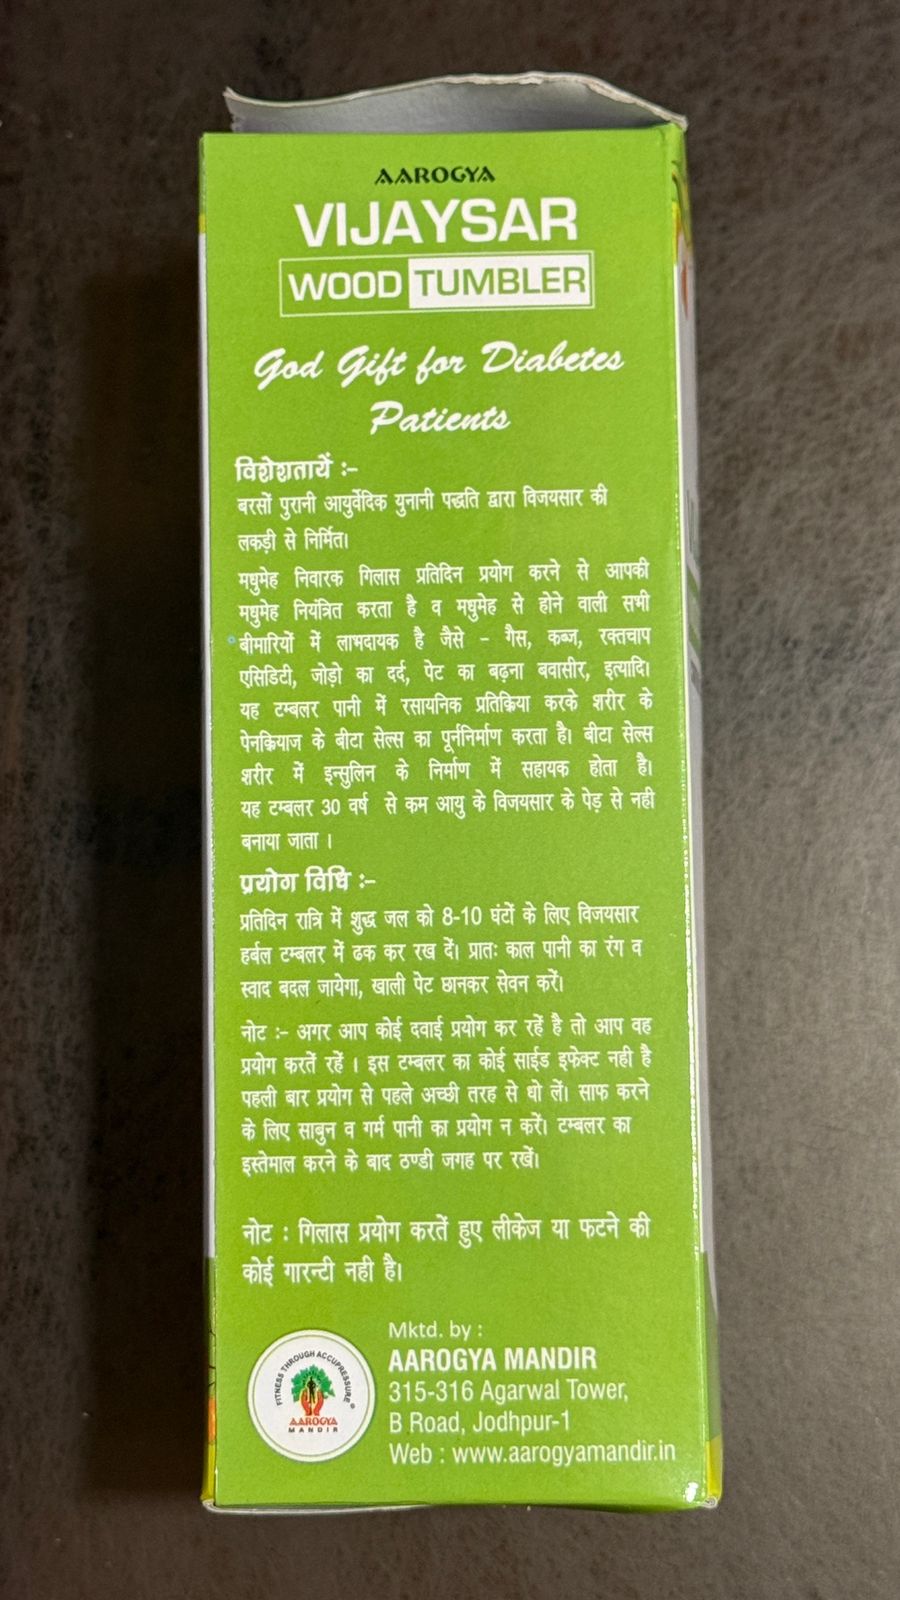 AAROGYA
VIJAYSAR
WOOD TUMBLER
God Gift for Diabetes
Patients
विशेशतायें :–
बरसों पुरानी आयुर्वेदिक युनानी पद्धति द्वारा विजयसार की
लकड़ी से निर्मित।
मधुमेह निवारक गिलास प्रतिदिन प्रयोग करने से आपकी
मधुमेह नियंत्रित करता है व मधुमेह से होने वाली सभी
बीमारियों में लाभदायक है जैसे – गैस, कब्ज, रक्तचाप
एसिडिटी, जोड़ो का दर्द, पेट का बढ़ना बवासीर, इत्यादि।
यह टम्बलर पानी में रसायनिक प्रतिक्रिया करके शरीर के
पेनक्रियाज के बीटा सेल्स का पूर्ननिर्माण करता है। बीटा सेल्स
शरीर में इन्सुलिन के निर्माण में सहायक होता है।
यह टम्बलर 30 वर्ष से कम आयु के विजयसार के पेड़ से नही
बनाया जाता ।
प्रयोग विधि :–
प्रतिदिन रात्रि में शुद्ध जल को 8-10 घंटों के लिए विजयसार
हर्बल टम्बलर में ढक कर रख दें। प्रातः काल पानी का रंग व
स्वाद बदल जायेगा, खाली पेट छानकर सेवन करें।
नोट :– अगर आप कोई दवाई प्रयोग कर रहें है तो आप वह
प्रयोग करतें रहें । इस टम्बलर का कोई साईड इफेक्ट नही है
पहली बार प्रयोग से पहले अच्छी तरह से धो लें। साफ करने
के लिए साबुन व गर्म पानी का प्रयोग न करें। टम्बलर का
इस्तेमाल करने के बाद ठण्डी जगह पर रखें।
नोट : गिलास प्रयोग करतें हुए लीकेज या फटने की
कोई गारन्टी नही है।
FITNESS THROUGH ACCUPRESSURE
AAROGYA
MANDIR
Mktd. by :
AAROGYA MANDIR
315-316 Agarwal Tower,
B Road, Jodhpur-1
Web : www.aarogyamandir.in